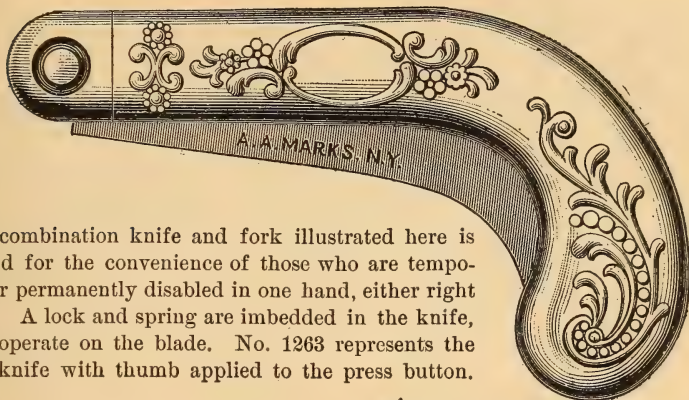 A. A. MARKS. N.Y.
combination knife and fork illustrated here is
d for the convenience of those who are tempo-
r permanently disabled in one hand, either right
A lock and spring are imbedded in the knife,
operate on the blade. No. 1263 represents the
knife with thumb applied to the press button.